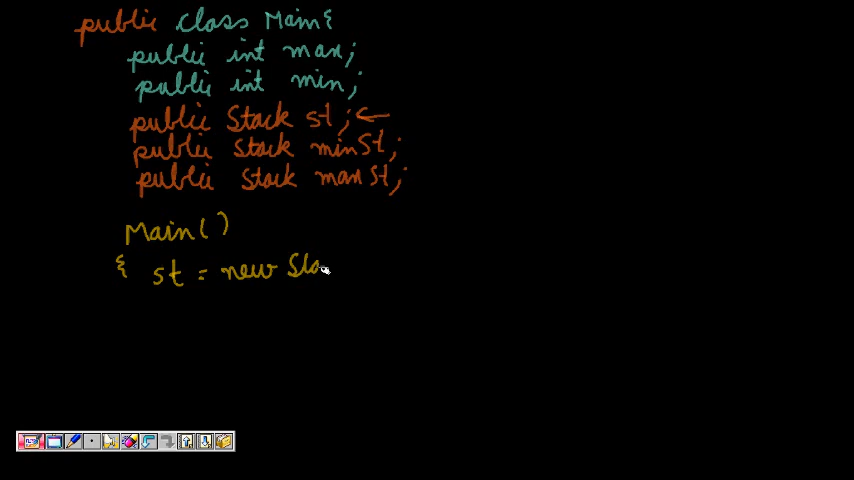 public class Main{
public int max;
public int min;
public Stack st; ←
public Stack minSt;
public Stack maxSt;
Main()
{ st = new Sta